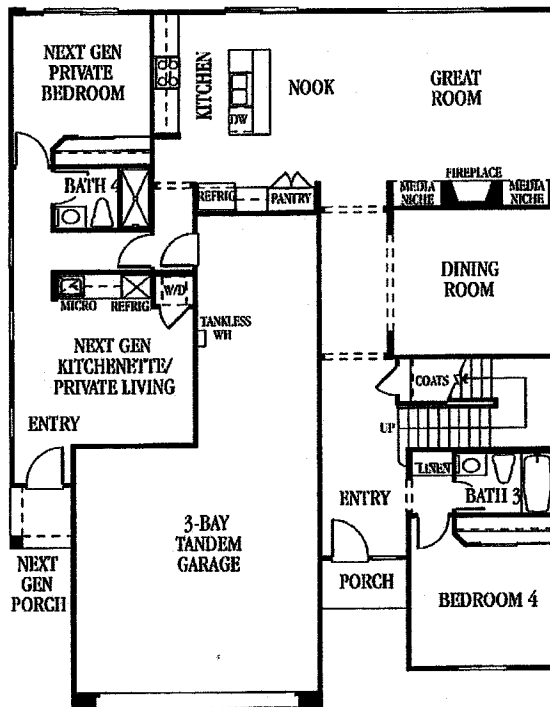 NEXT GEN
PRIVATE
BEDROOM
KITCHEN
DW
NOOK
GREAT
ROOM
BATH 4
REFRIG
PANTRY
FIREPLACE
MEDIA
NICHE
MEDIA
NICHE
DINING
ROOM
MICRO
REFRIG
W/D
TANKLESS
WH
NEXT GEN
KITCHENETTE/
PRIVATE LIVING
ENTRY
COATS
UP
LINEN
BATH 3
ENTRY
3-BAY
TANDEM
GARAGE
NEXT
GEN
PORCH
PORCH
BEDROOM 4